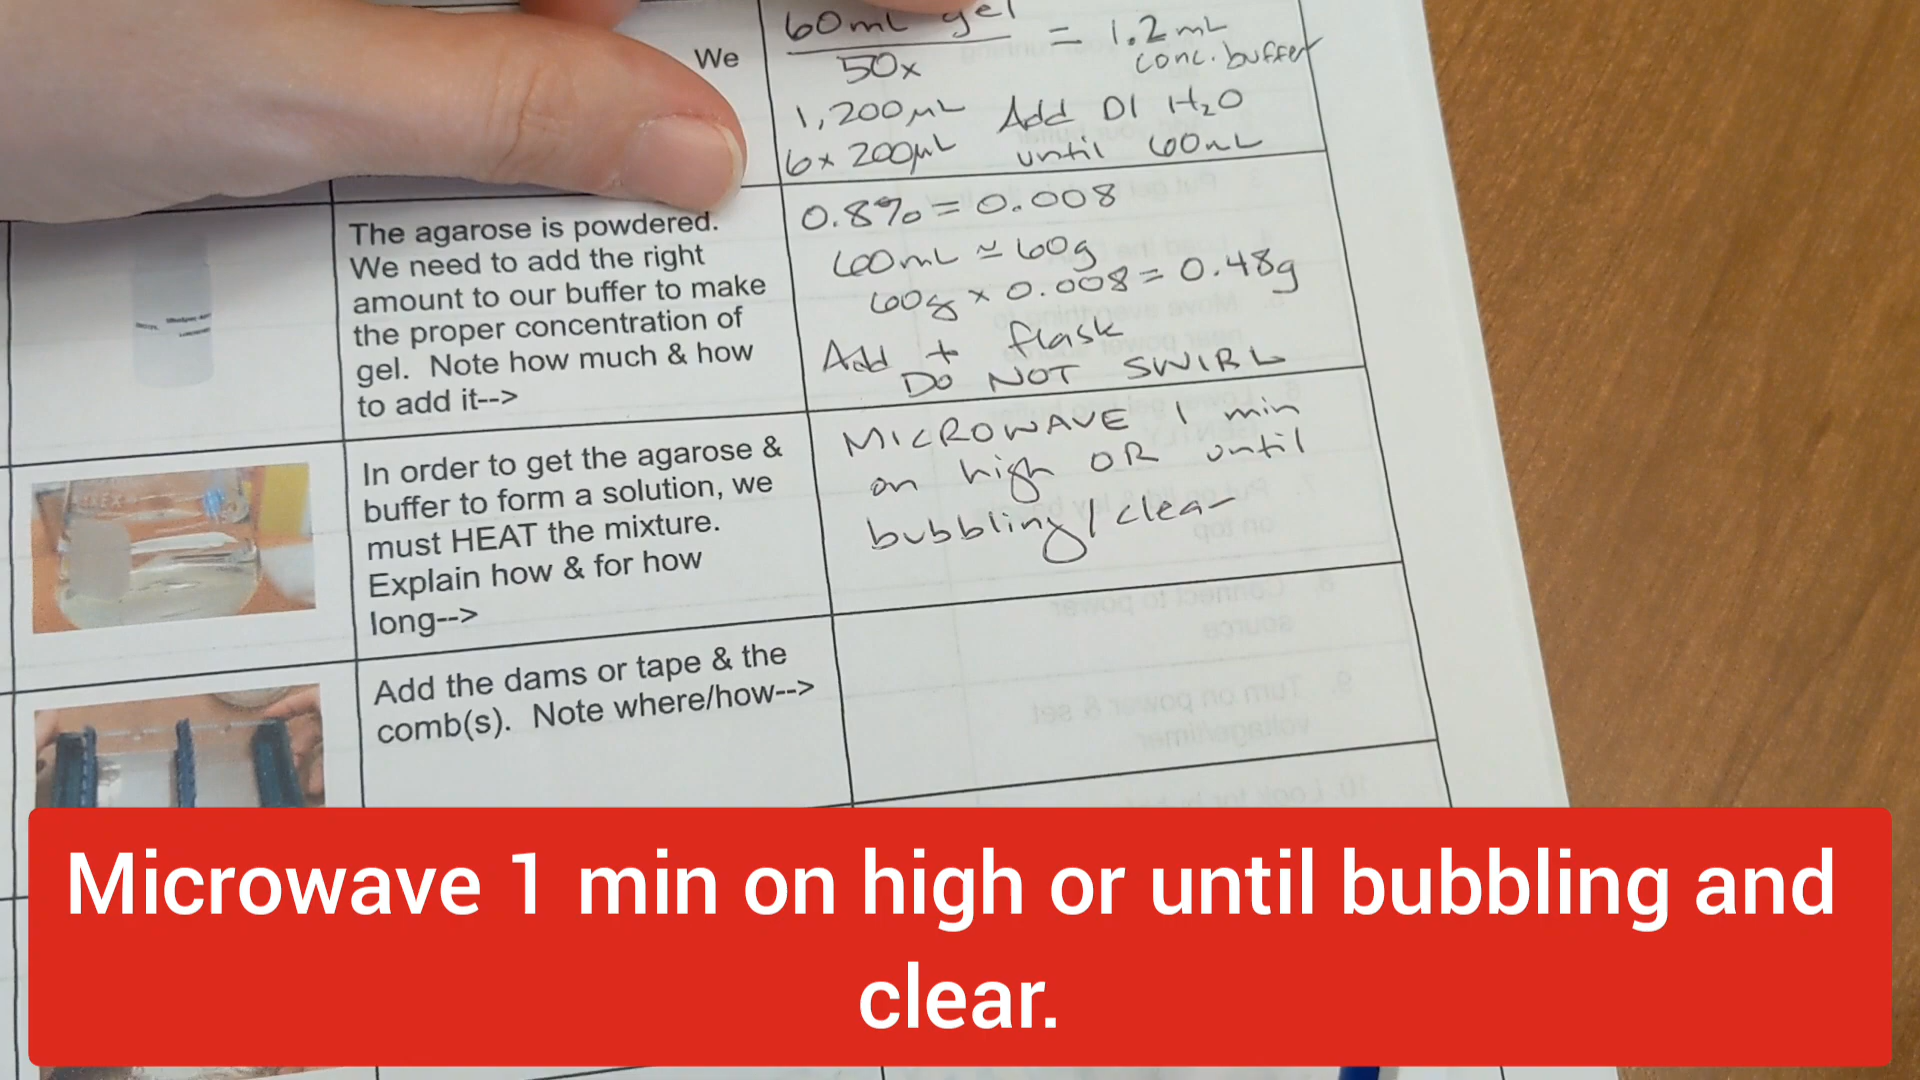 We
60mL gel = 1.2mL
50x conc. buffer
1,200μL Add DI H₂O
6x 200μL until 60mL
The agarose is powdered.
We need to add the right
amount to our buffer to make
the proper concentration of
gel. Note how much & how
to add it-->
0.8% = 0.008
60mL ≃ 60g
60g x 0.008 = 0.48g
Add to flask
DO NOT SWIRL
In order to get the agarose &
buffer to form a solution, we
must HEAT the mixture.
Explain how & for how
long-->
MICROWAVE 1 min
on high OR until
bubbling/clear
Add the dams or tape & the
comb(s). Note where/how-->
Microwave 1 min on high or until bubbling and
clear.